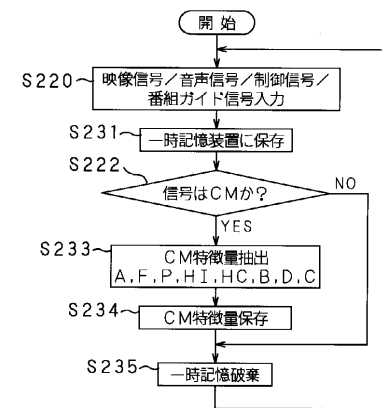 開始
S220
映像信号/音声信号/制御信号/
番組ガイド信号入力
S231
一時記憶装置に保存
S222
信号はCMか?
NO
YES
S233
CM特徴量抽出
A,F,P,HI,HC,B,D,C
S234
CM特徴量保存
S235
一時記憶破棄